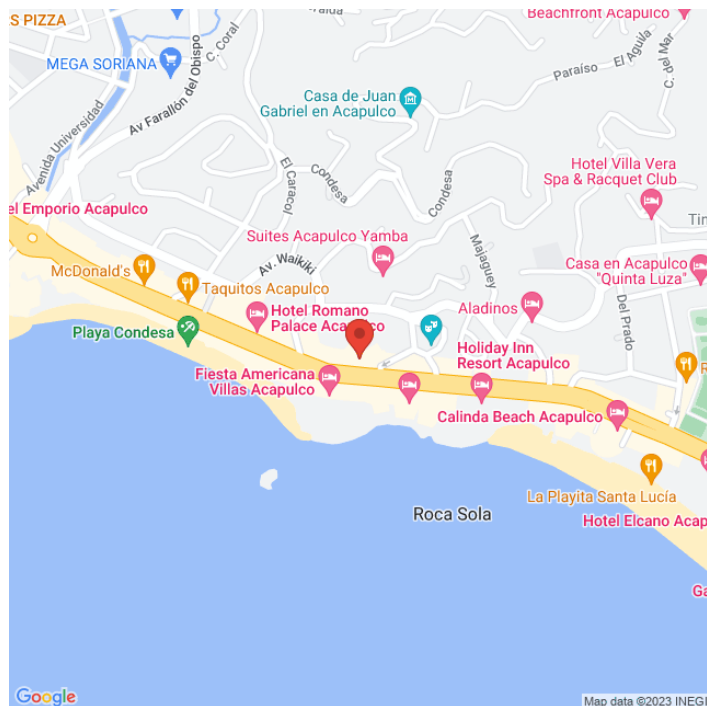 S PIZZA
Beachfront Acapulco
MEGA SORIANA
C. Coral
Av Farallón del Obispo
Avenida Universidad
El Caracol
Condesa
Casa de Juan
Gabriel en Acapulco
Paraíso
El Aguila
C. del Mar
Condesa
Hotel Villa Vera
Spa & Racquet Club
Majaguey
el Emporio Acapulco
Suites Acapulco Yamba
Av. Waikiki
McDonald's
Taquitos Acapulco
Casa en Acapulco
"Quinta Luza"
Del Prado
Aladinos
Hotel Romano
Palace Acapulco
Playa Condesa
Holiday Inn
Resort Acapulco
Fiesta Americana
Villas Acapulco
Calinda Beach Acapulco
La Playita Santa Lucía
Roca Sola
Hotel Elcano Acap
Ga
Google
Map data ©2023 INEGI